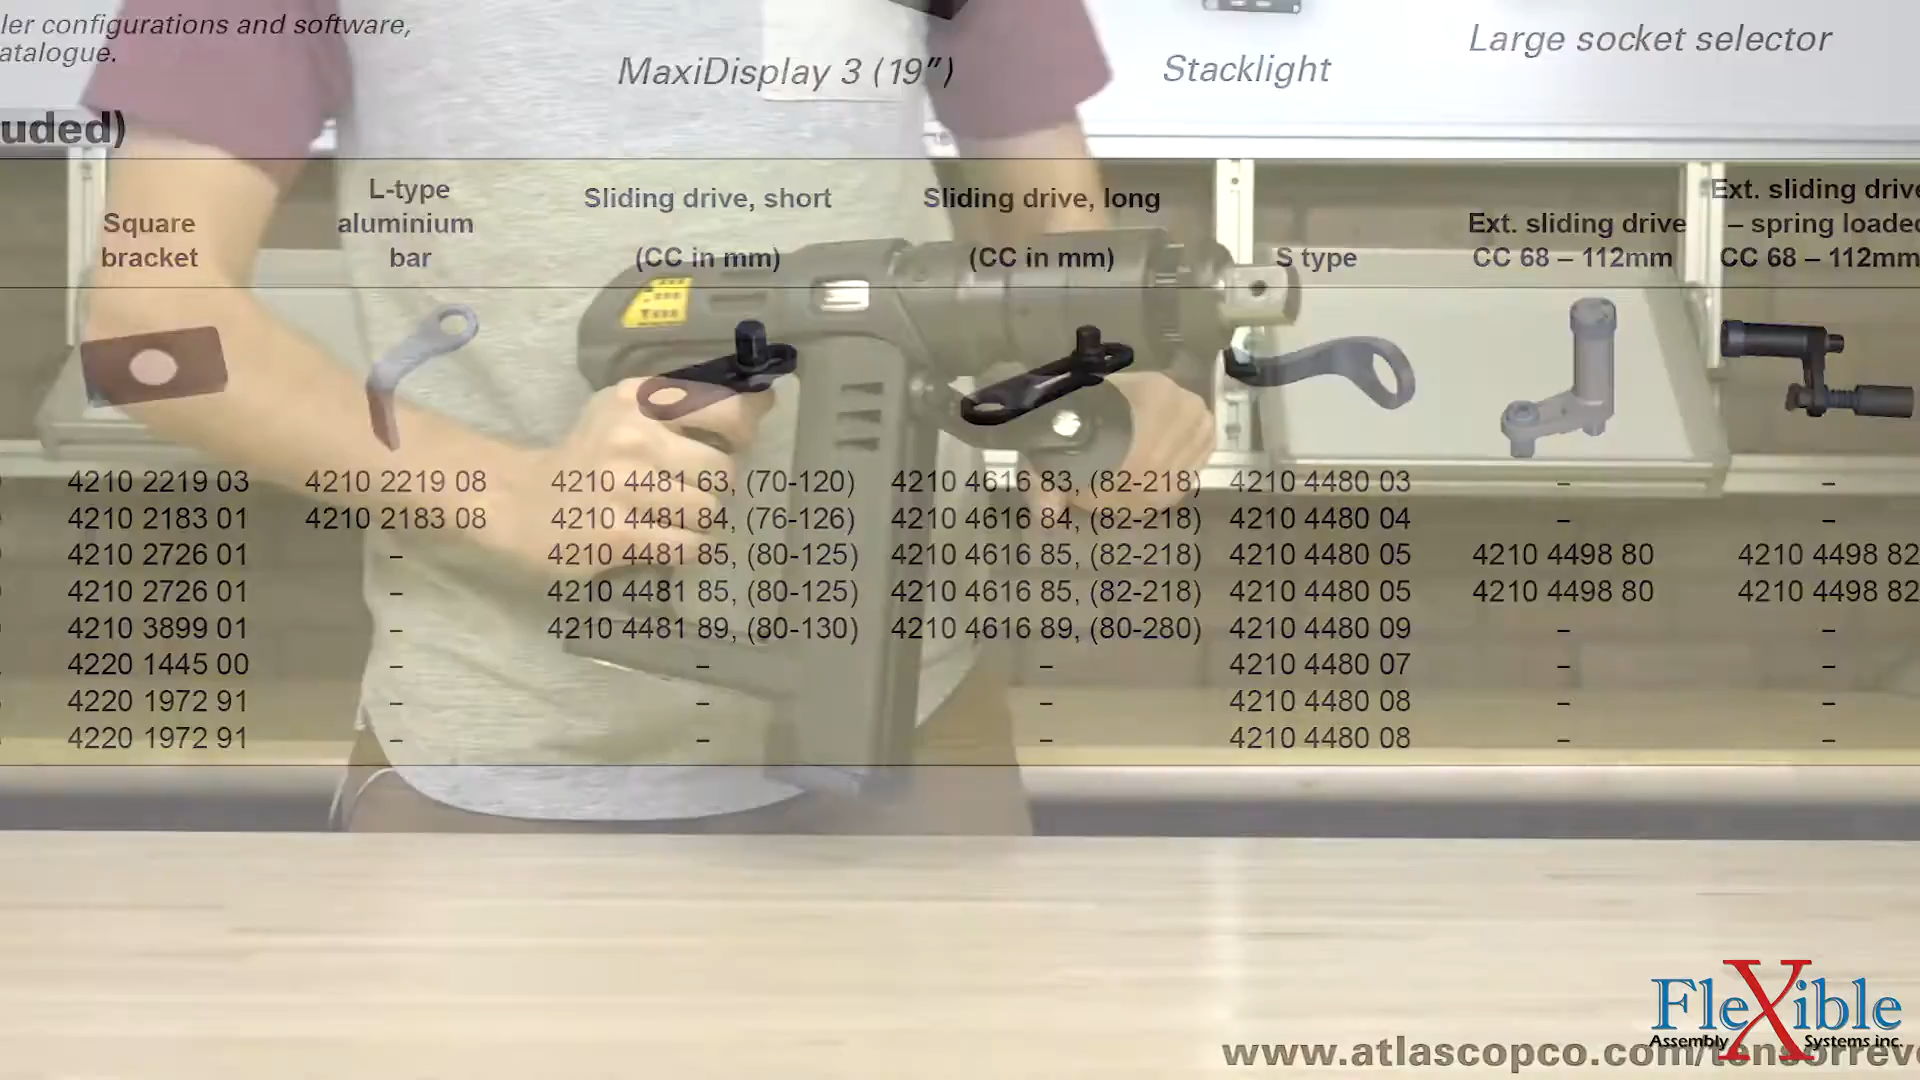 ler configurations and software,
atalogue.
MaxiDisplay 3 (19")
Stacklight
Large socket selector
uded)
Square bracket
L-type aluminium bar
Sliding drive, short (CC in mm)
Sliding drive, long (CC in mm)
S type
Ext. sliding drive CC 68 – 112mm
Ext. sliding drive – spring loaded CC 68 – 112mm
4210 2219 03 4210 2219 08 4210 4481 63, (70-120) 4210 4616 83, (82-218) 4210 4480 03 – –
4210 2183 01 4210 2183 08 4210 4481 84, (76-126) 4210 4616 84, (82-218) 4210 4480 04 – –
4210 2726 01 – 4210 4481 85, (80-125) 4210 4616 85, (82-218) 4210 4480 05 4210 4498 80 4210 4498 82
4210 2726 01 – 4210 4481 85, (80-125) 4210 4616 85, (82-218) 4210 4480 05 4210 4498 80 4210 4498 82
4210 3899 01 – 4210 4481 89, (80-130) 4210 4616 89, (80-280) 4210 4480 09 – –
4220 1445 00 – – – 4210 4480 07 – –
4220 1972 91 – – – 4210 4480 08 – –
4220 1972 91 – – – 4210 4480 08 – –
FleXible
Assembly Systems inc.
www.atlascopco.com/tensorrev